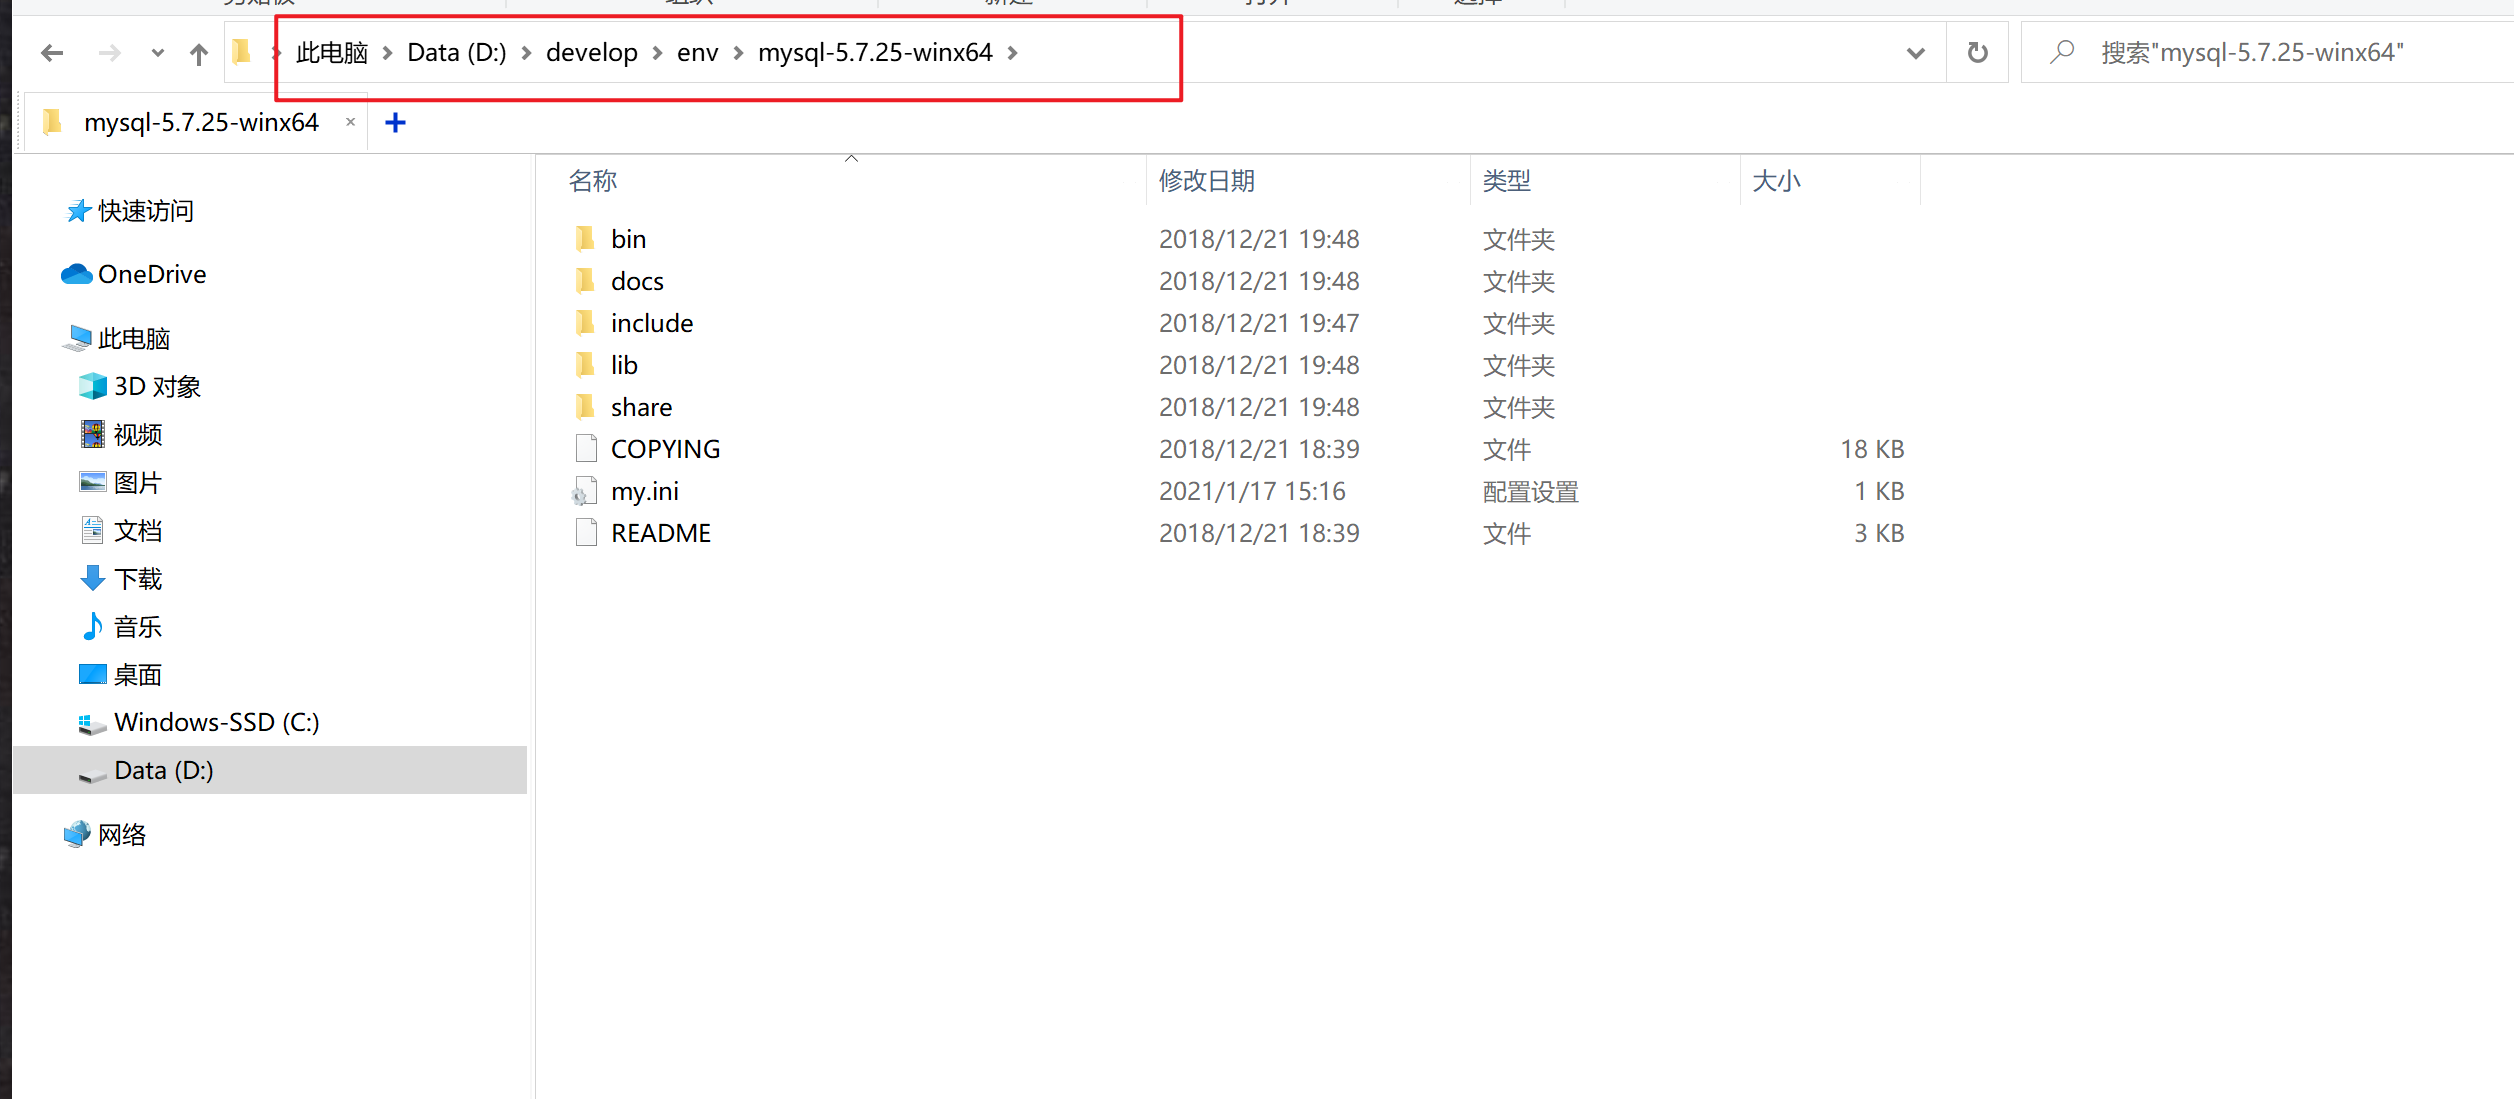 此电脑 Data (D:) develop env mysql-5.7.25-winx64
搜索"mysql-5.7.25-winx64"
mysql-5.7.25-winx64
名称 修改日期 类型 大小
快速访问
OneDrive
此电脑
3D 对象
视频
图片
文档
下载
音乐
桌面
Windows-SSD (C:)
Data (D:)
网络
bin 2018/12/21 19:48 文件夹
docs 2018/12/21 19:48 文件夹
include 2018/12/21 19:47 文件夹
lib 2018/12/21 19:48 文件夹
share 2018/12/21 19:48 文件夹
COPYING 2018/12/21 18:39 文件 18 KB
my.ini 2021/1/17 15:16 配置设置 1 KB
README 2018/12/21 18:39 文件 3 KB